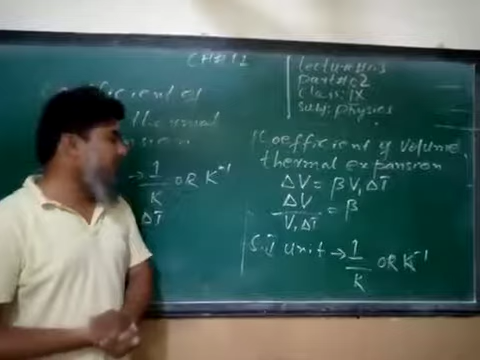 CH# 12
Lecture #03
Part #02
Class: IX
Sub: Physics
Coefficient of
thermal
→ 1/K OR K⁻¹
ΔT
Coefficient of Volume
thermal expansion
ΔV = βV₁ΔT
ΔV/V₁ΔT = β
S.I unit → 1/K OR K⁻¹